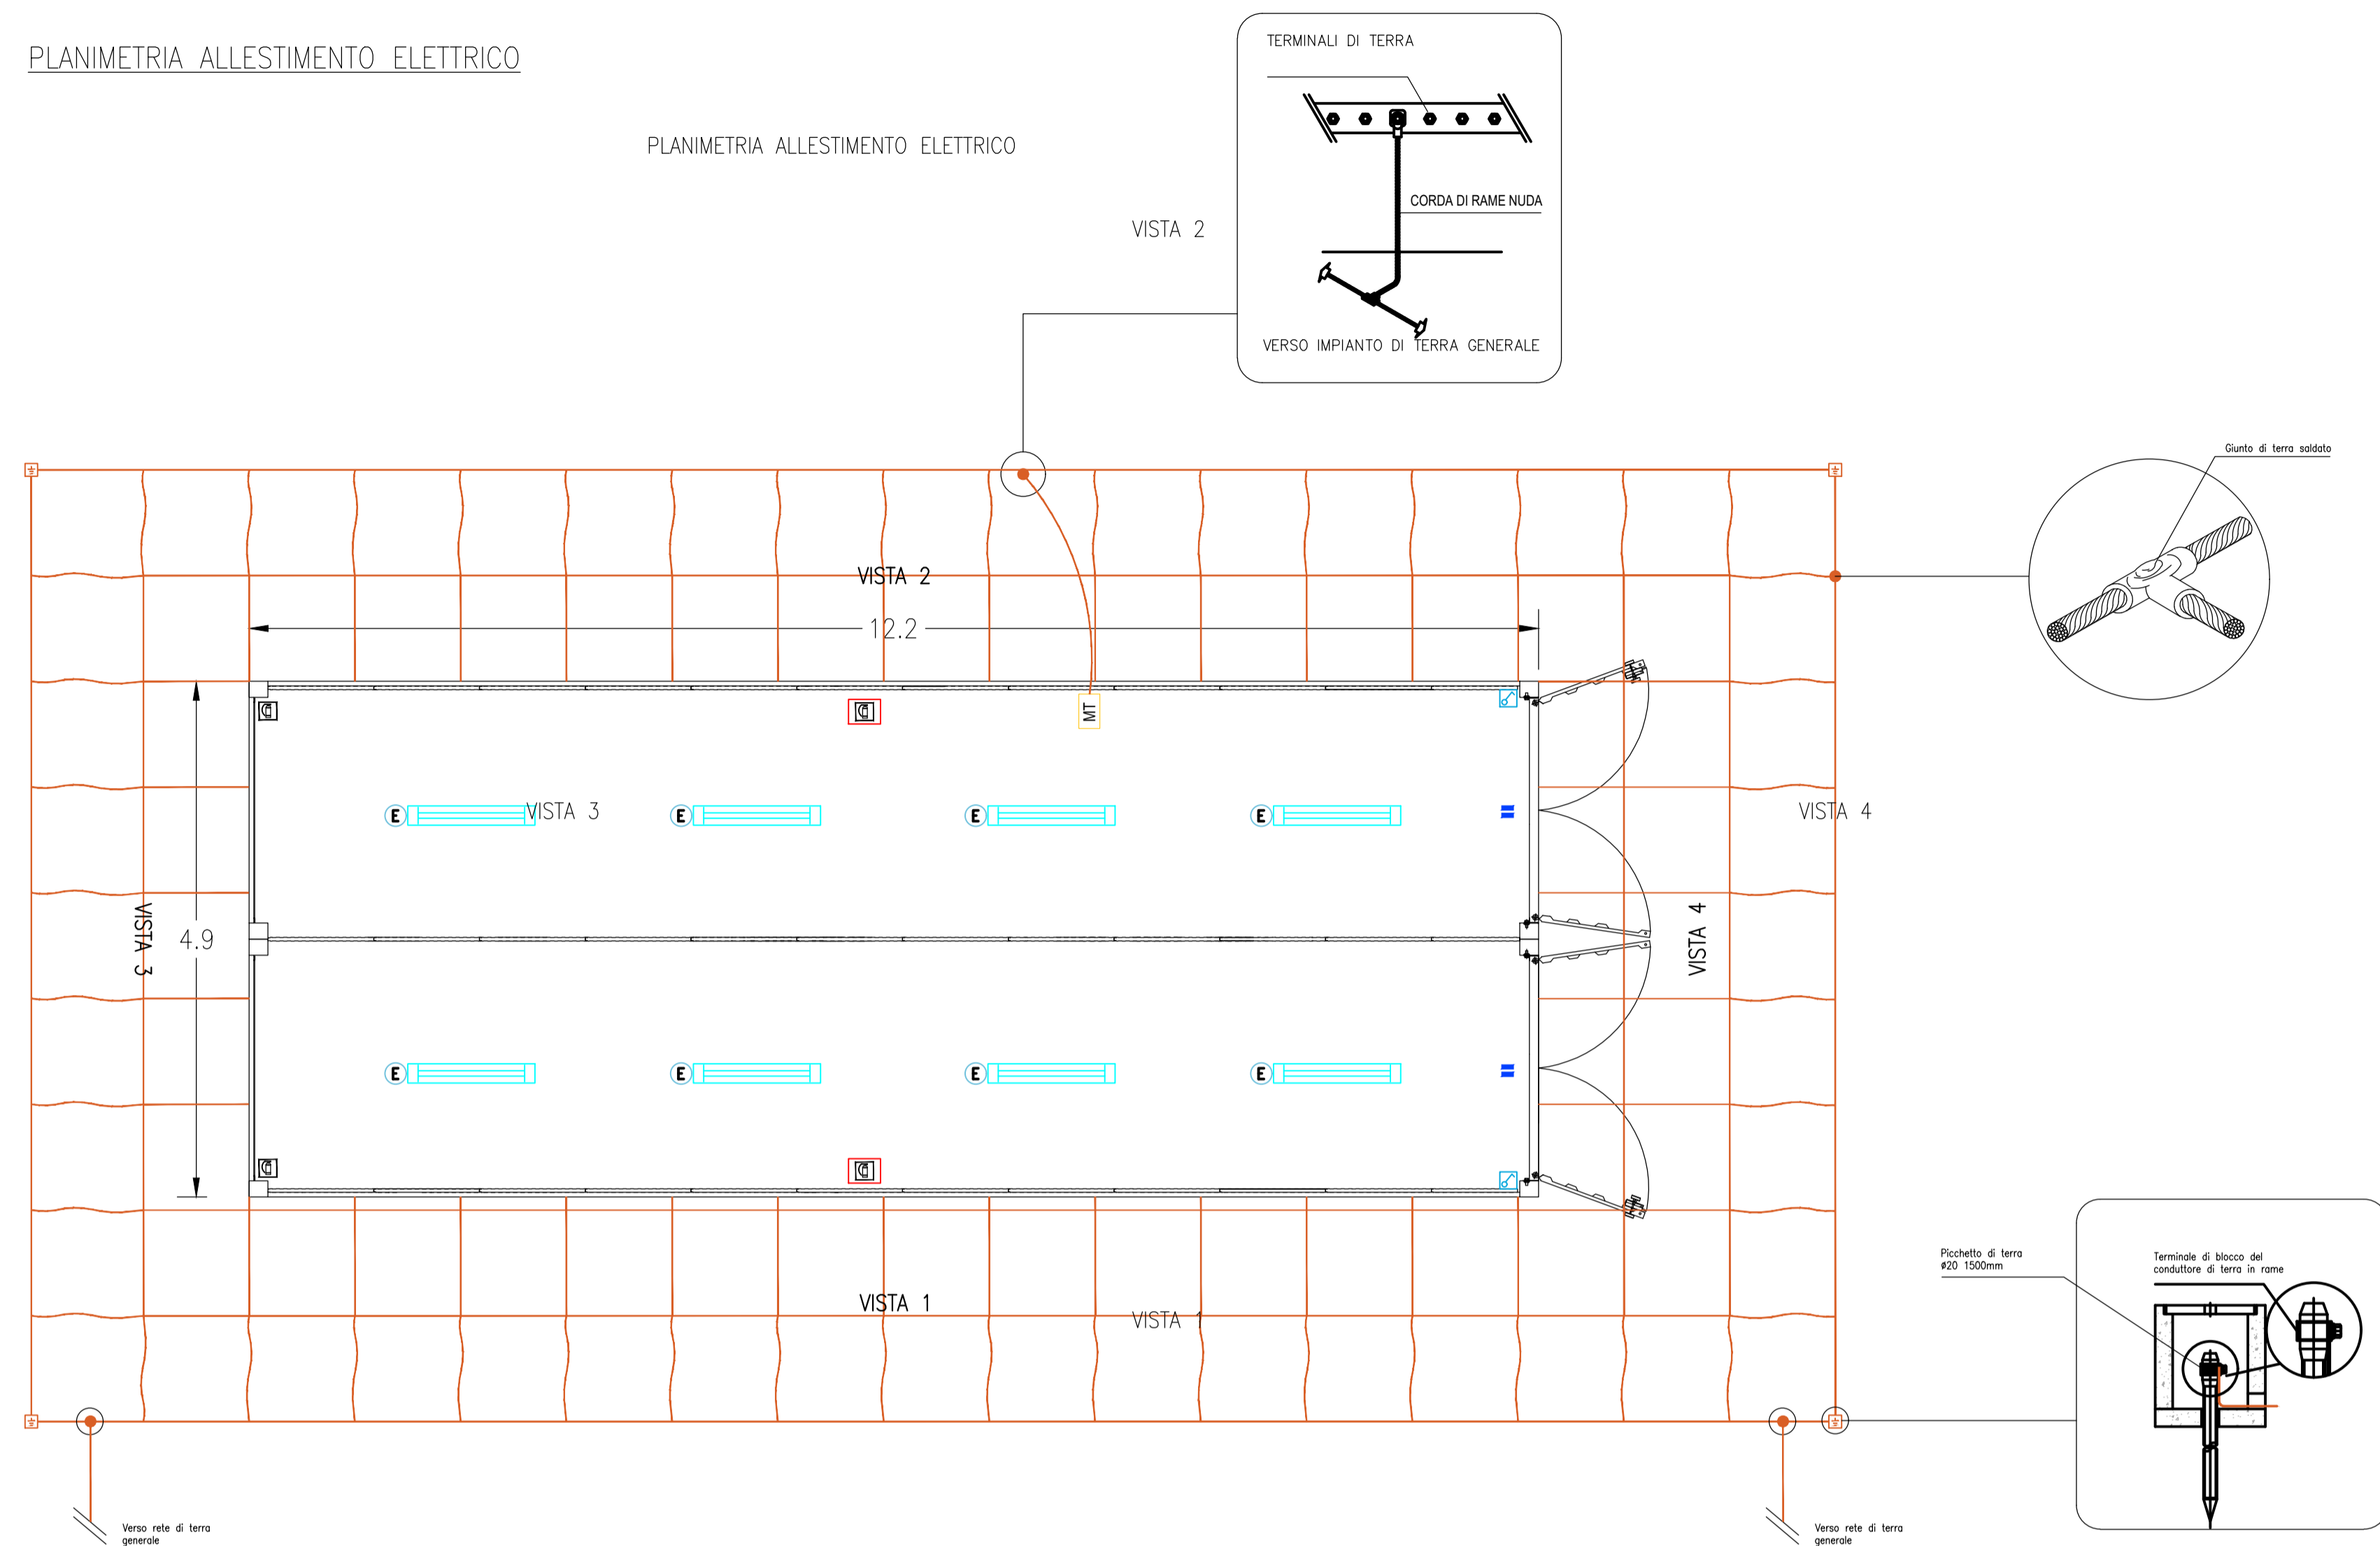 PLANIMETRIA ALLESTIMENTO ELETTRICO
TERMINALI DI TERRA
PLANIMETRIA ALLESTIMENTO ELETTRICO
CORDA DI RAME NUDA
VISTA 2
VERSO IMPIANTO DI TERRA GENERALE
Giunto di terra saldato
VISTA 2
12.2
MT
E
VISTA 3
E
E
E
VISTA 4
VISTA 3
4.9
VISTA 4
E
E
E
E
VISTA 1
VISTA 1
Picchetto di terra
ø20 1500mm
Terminale di blocco del
conduttore di terra in rame
Verso rete di terra
generale
Verso rete di terra
generale